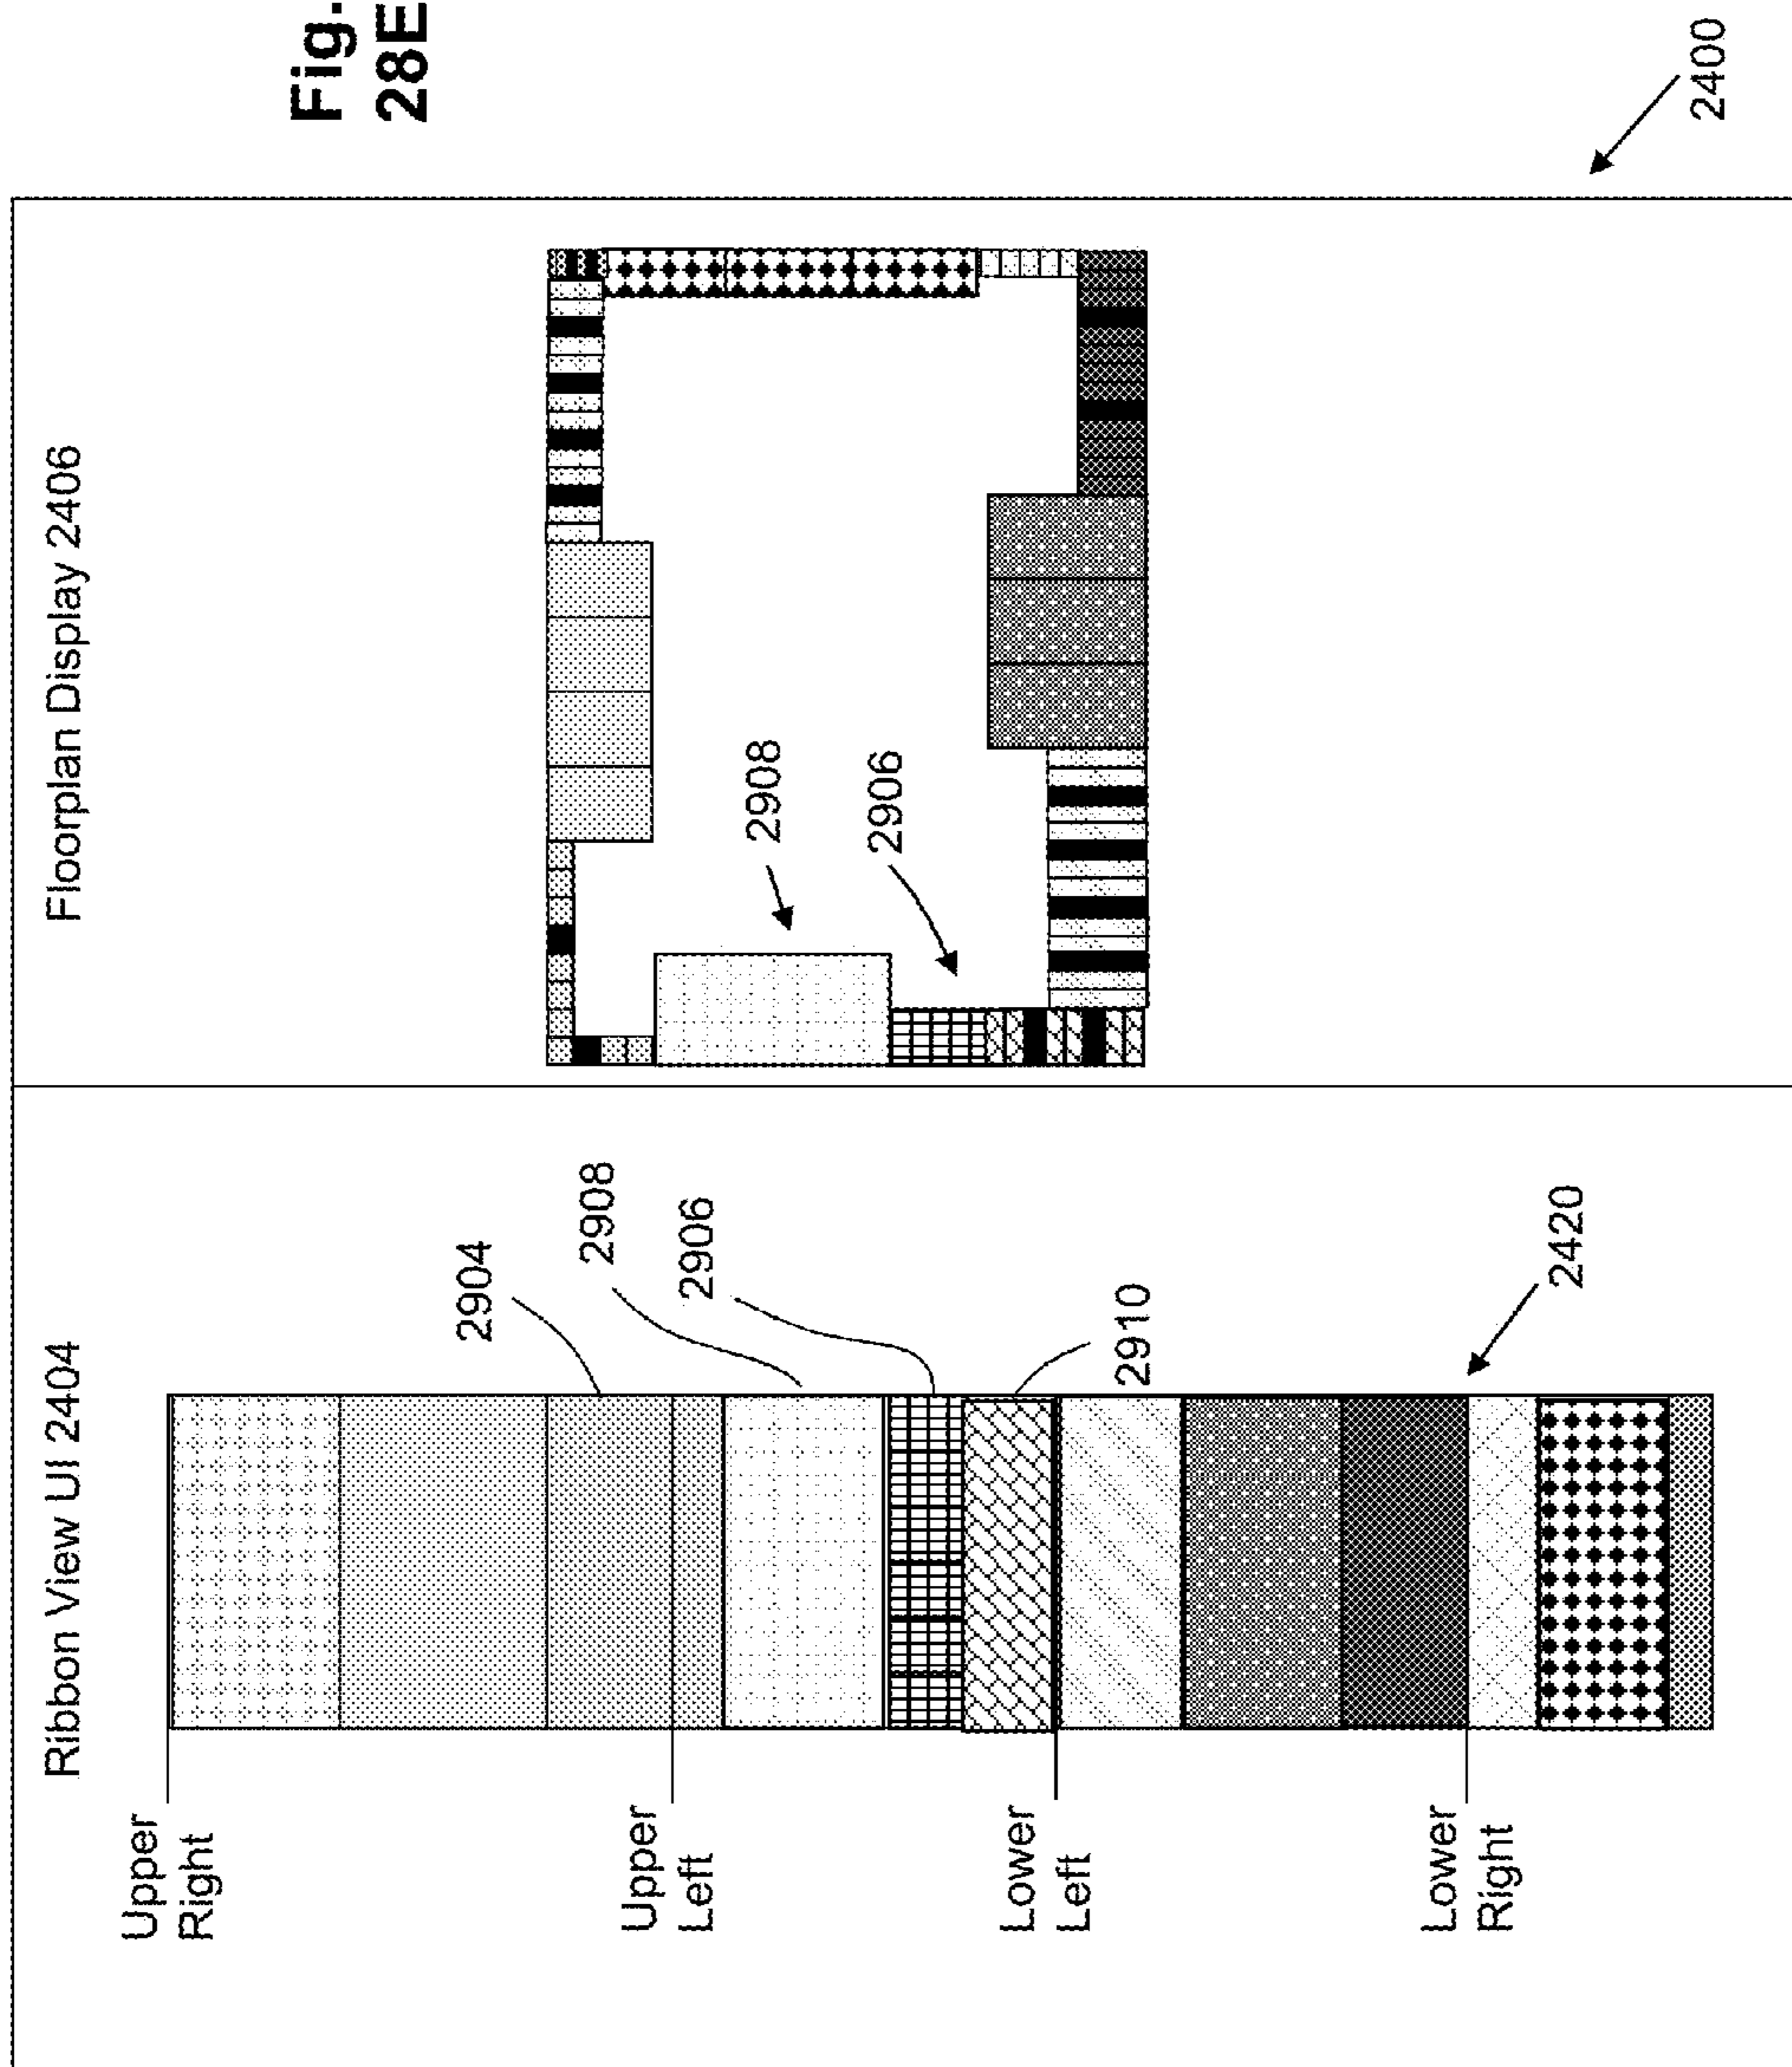 Fig.
28E
Ribbon View UI 2404
Floorplan Display 2406
Upper
Right
Upper
Left
Lower
Left
Lower
Right
2904
2908
2906
2910
2420
2908
2906
2400